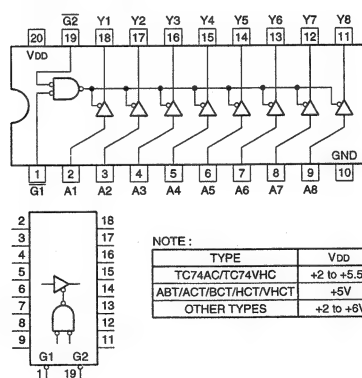 G2 Y1 Y2 Y3 Y4 Y5 Y6 Y7 Y8
20 19 18 17 16 15 14 13 12 11
VDD
GND
1 2 3 4 5 6 7 8 9 10
G1 A1 A2 A3 A4 A5 A6 A7 A8
2 18
3 17
4 16
5 15
6 14
7 13
8 12
9 11
G1 G2
1 19
NOTE :
TYPE VDD
TC74AC/TC74VHC +2 to +5.5
ABT/ACT/BCT/HCT/VHCT +5V
OTHER TYPES +2 to +6V